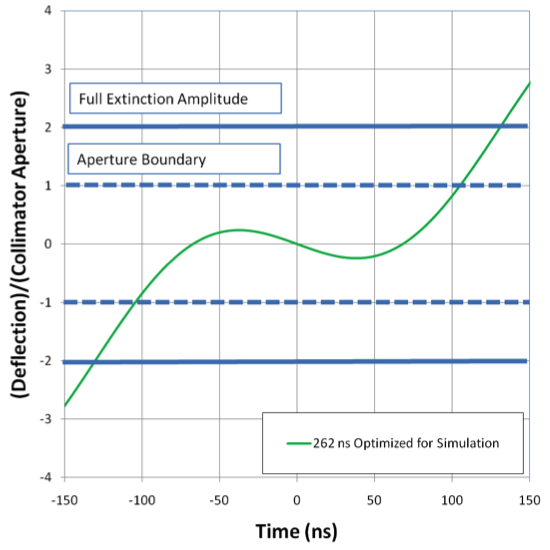 (Deflection)/(Collimator Aperture)
4
3
Full Extinction Amplitude
2
Aperture Boundary
1
0
-1
-2
-3
262 ns Optimized for Simulation
-4
-150 -100 -50 0 50 100 150
Time (ns)